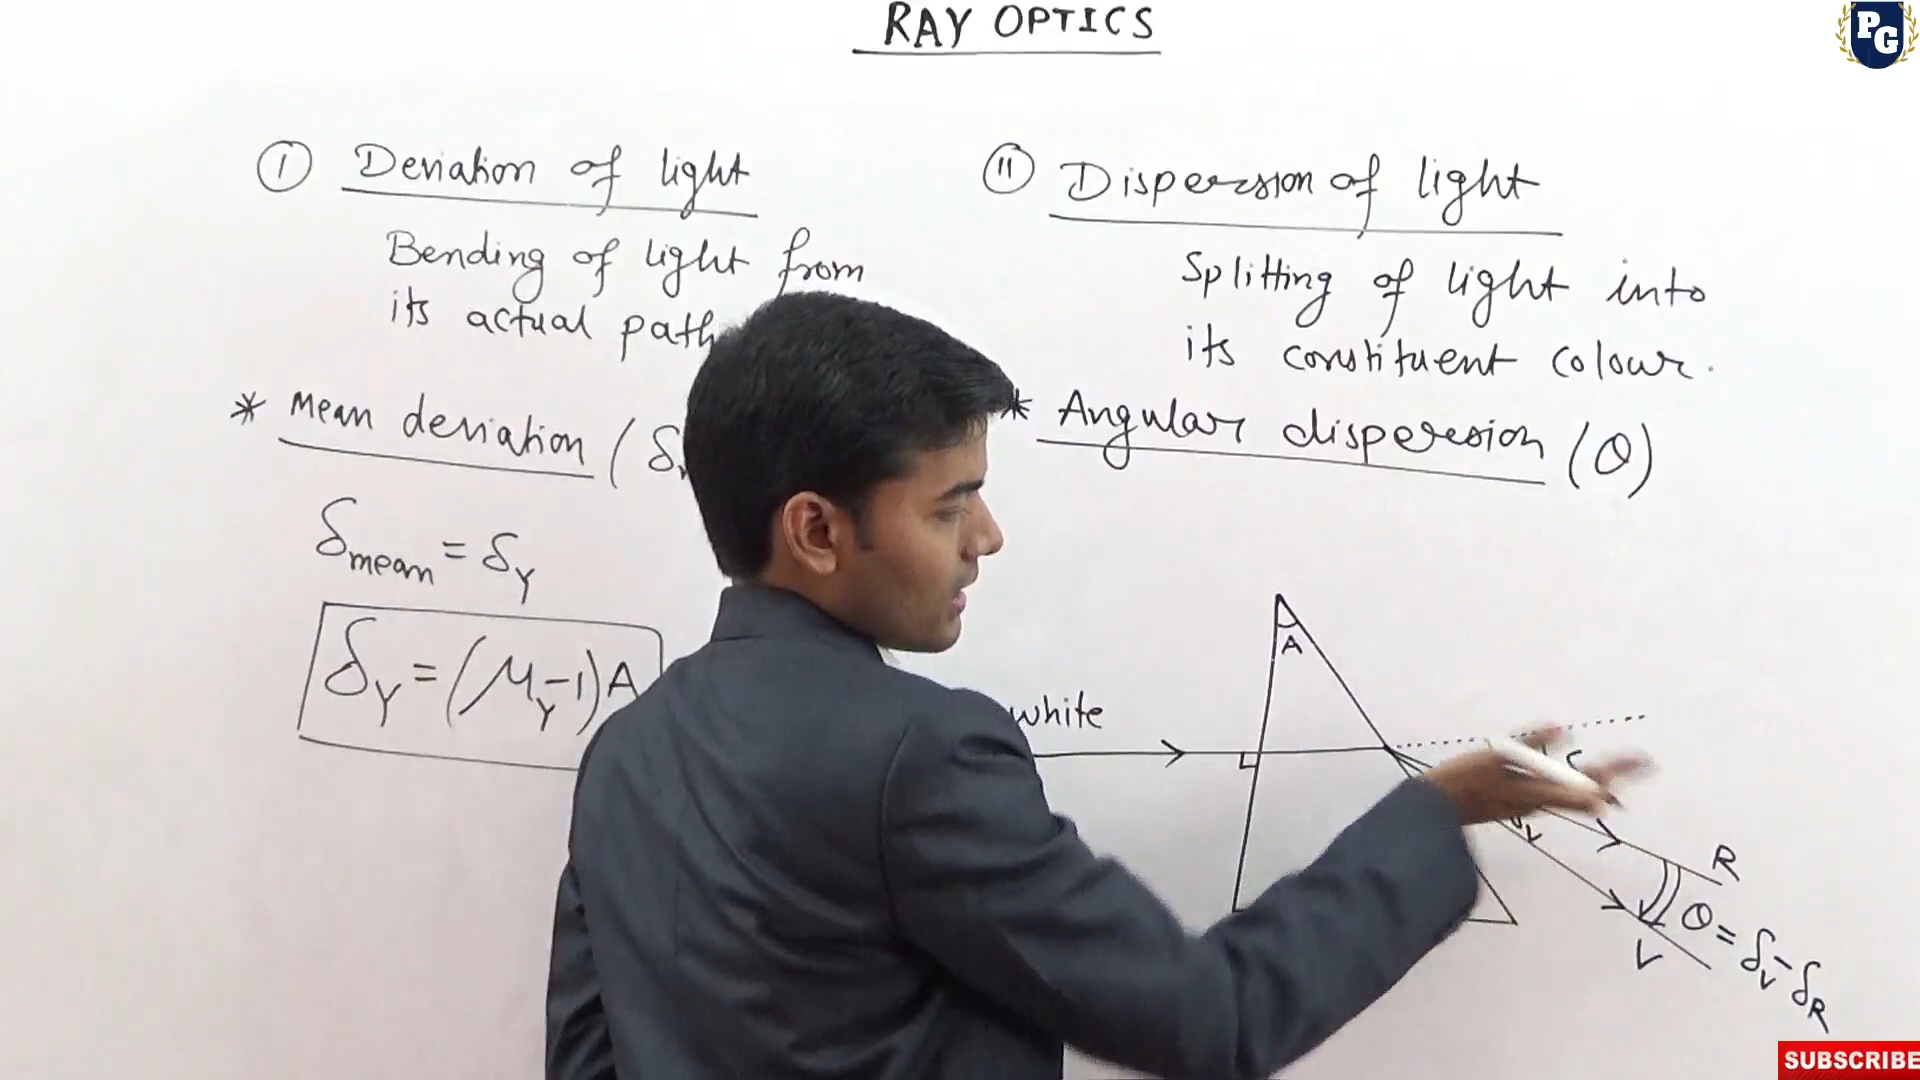 RAY OPTICS
PG
I Deviation of light
Bending of light from
its actual path
* Mean deviation (δ
δmean = δY
δY = (μY-1)A
II Dispersion of light
Splitting of light into
its constituent colour.
* Angular dispersion (θ)
A
white
R
V
θ = δV - δR
SUBSCRIBE